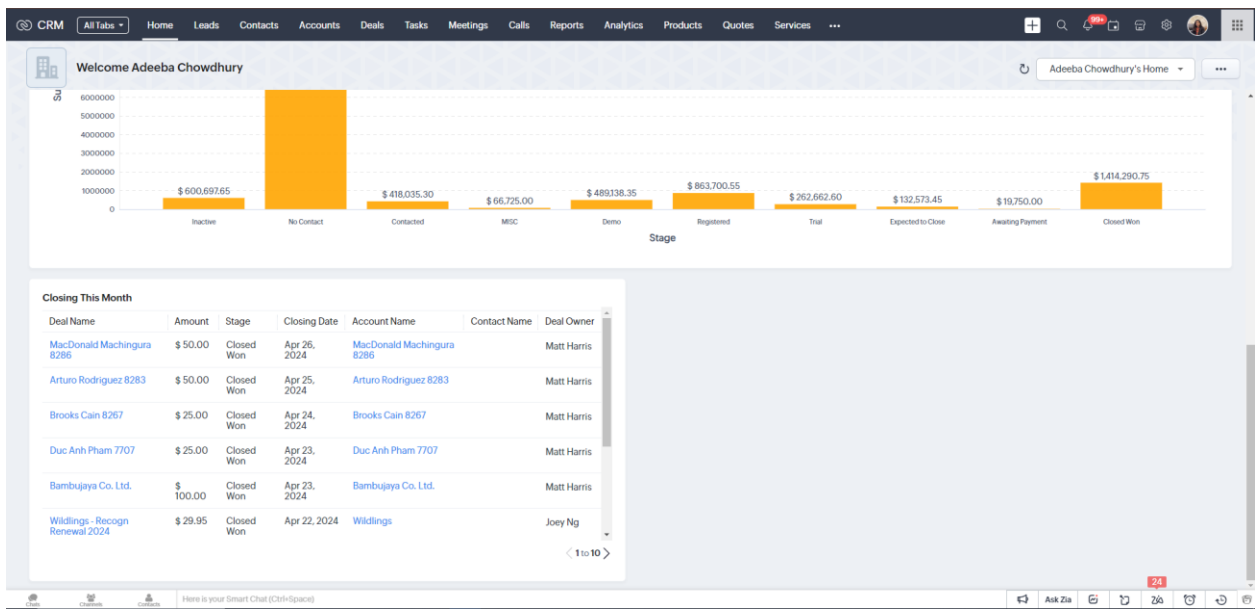 CRM All Tabs Home Leads Contacts Accounts Deals Tasks Meetings Calls Reports Analytics Products Quotes Services ••• 99+
Welcome Adeeba Chowdhury Adeeba Chowdhury's Home •••
Su
6000000
5000000
4000000
3000000
2000000
1000000
0
$ 600,697.65
$ 418,035.30
$ 66,725.00
$ 489,138.35
$ 863,700.55
$ 262,662.60
$ 132,573.45
$ 19,750.00
$ 1,414,290.75
Inactive No Contact Contacted MISC Demo Registered Trial Expected to Close Awaiting Payment Closed Won
Stage
Closing This Month
Deal Name Amount Stage Closing Date Account Name Contact Name Deal Owner
MacDonald Machingura $ 50.00 Closed Apr 26, MacDonald Machingura Matt Harris
8286 Won 2024 8286
Arturo Rodriguez 8283 $ 50.00 Closed Apr 25, Arturo Rodriguez 8283 Matt Harris
Won 2024
Brooks Cain 8267 $ 25.00 Closed Apr 24, Brooks Cain 8267 Matt Harris
Won 2024
Duc Anh Pham 7707 $ 25.00 Closed Apr 23, Duc Anh Pham 7707 Matt Harris
Won 2024
Bambujaya Co. Ltd. $ Closed Apr 23, Bambujaya Co. Ltd. Matt Harris
100.00 Won 2024
Wildlings - Recogn $ 29.95 Closed Apr 22, 2024 Wildlings Joey Ng
Renewal 2024 Won
1 to 10
24
Chats Channels Contacts Here is your Smart Chat (Ctrl+Space) Ask Zia